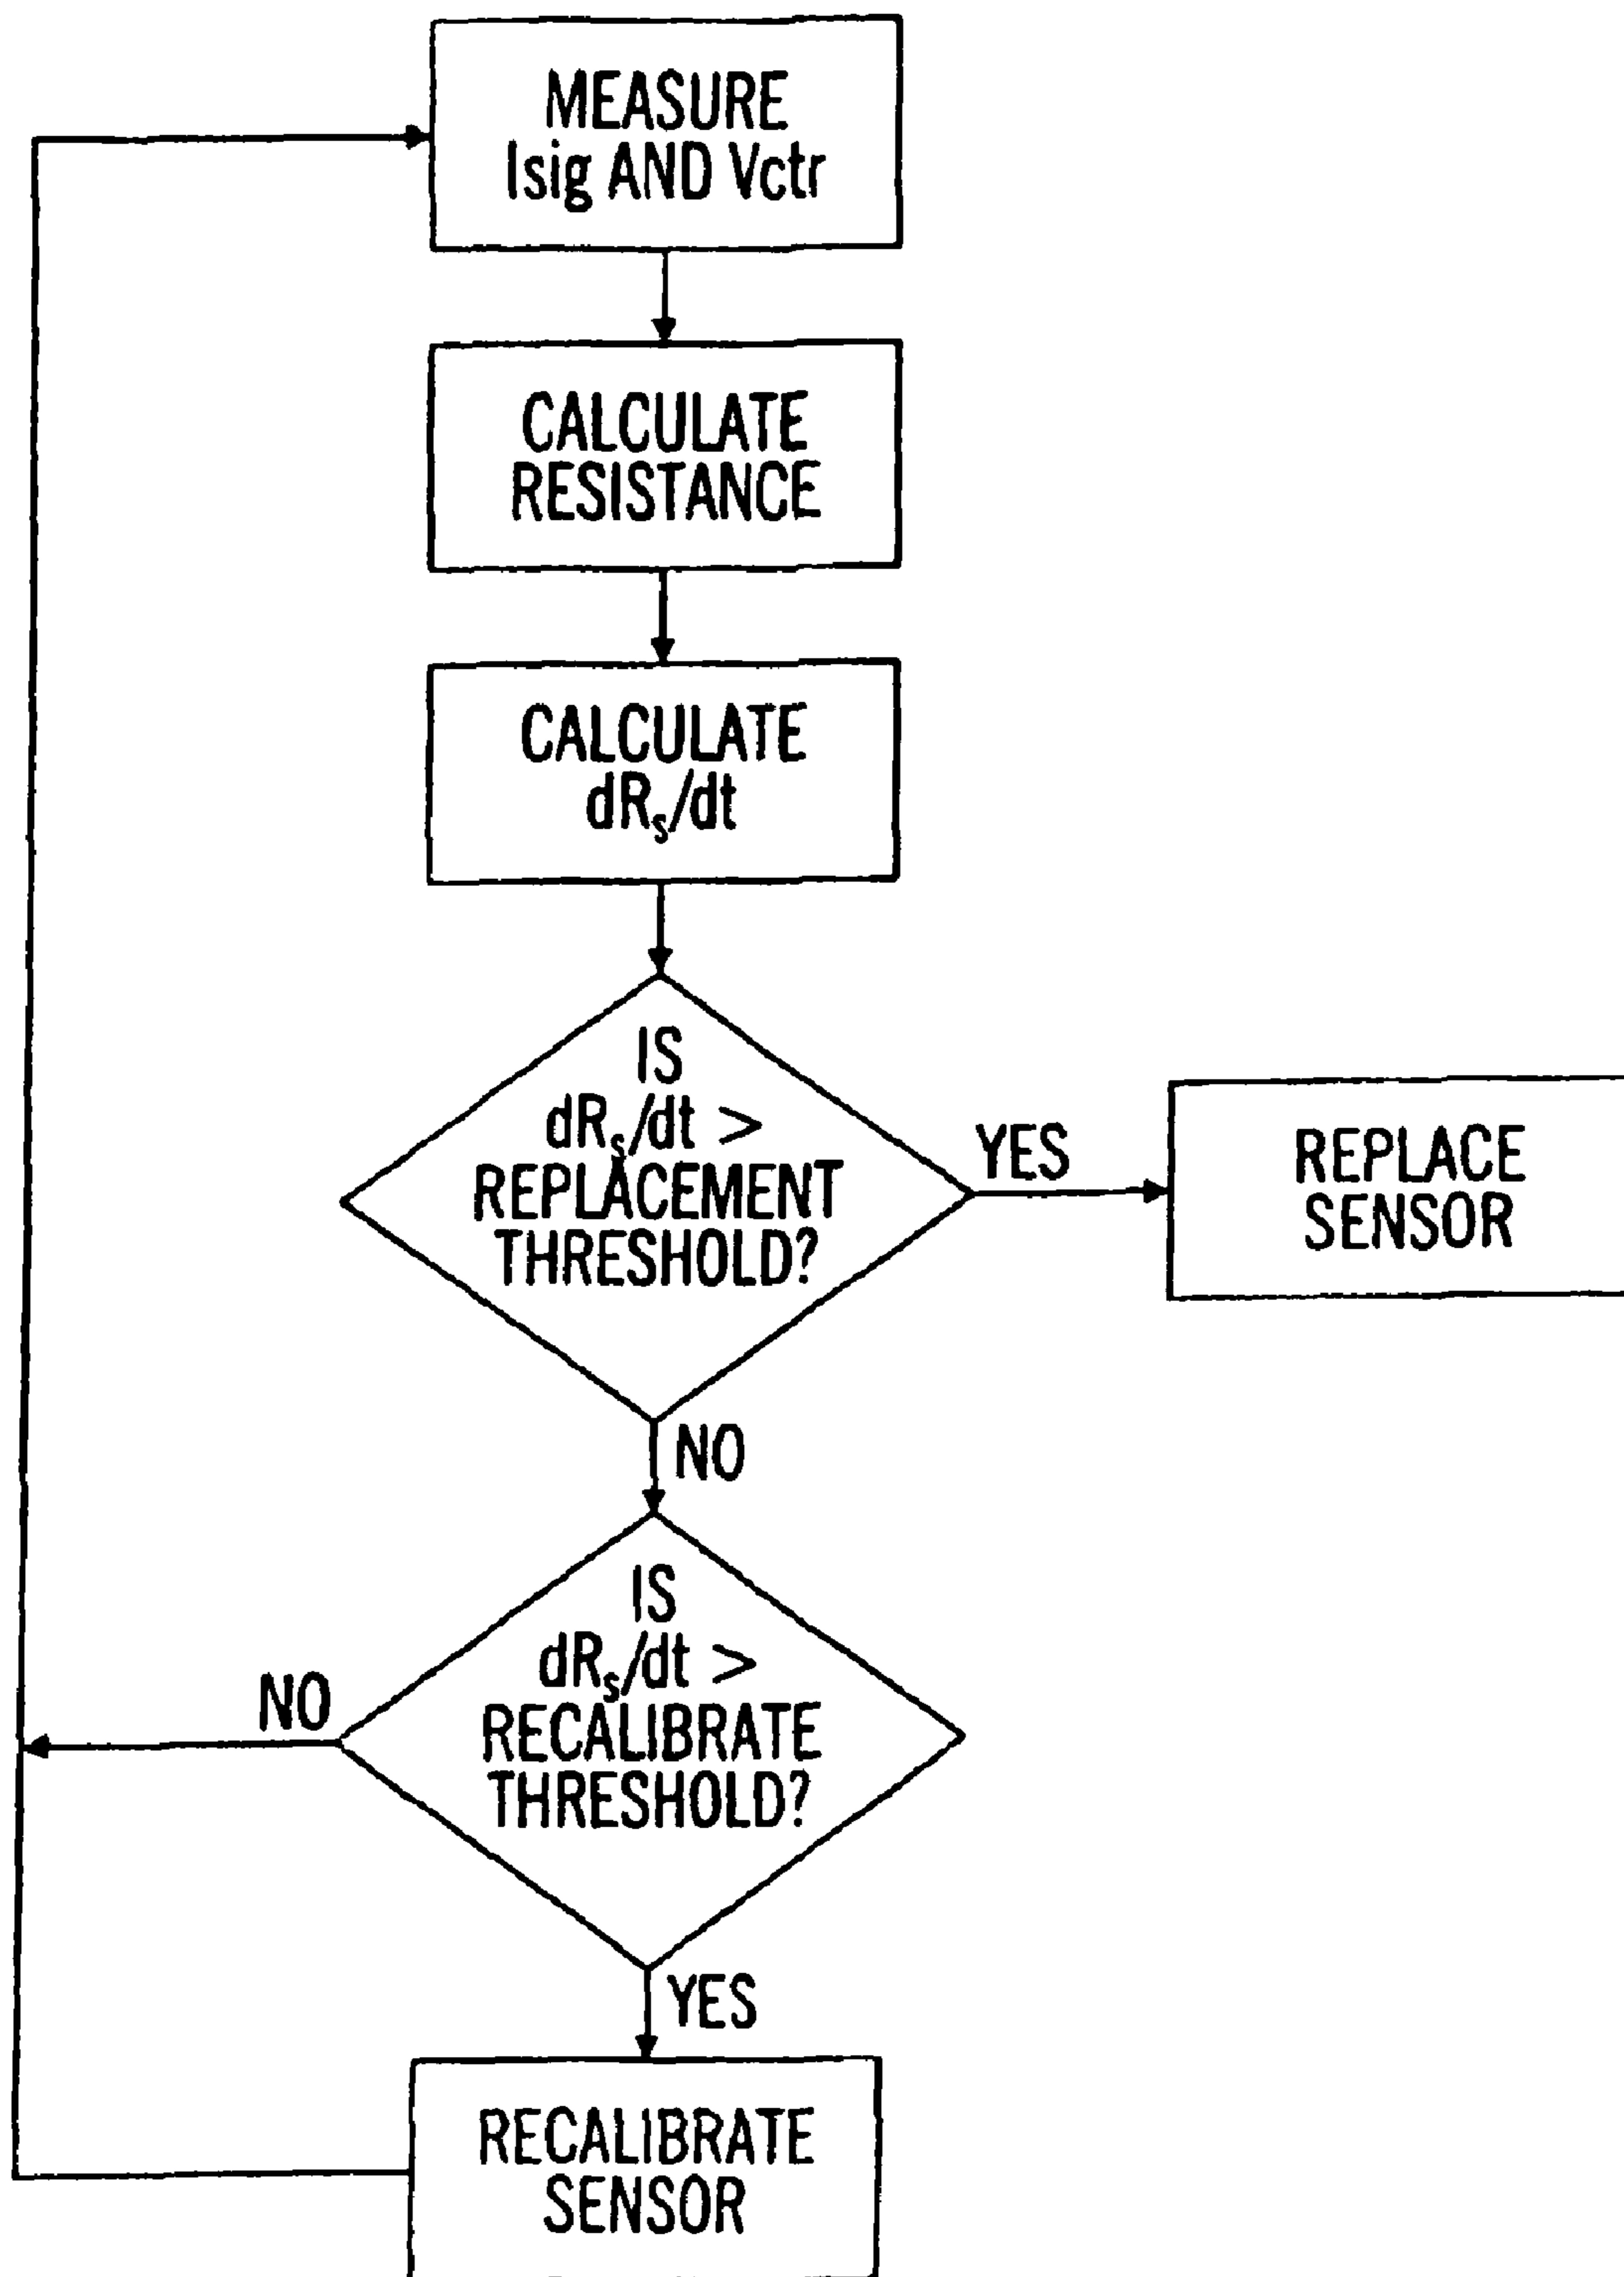 MEASURE
Isig AND Vctr
CALCULATE
RESISTANCE
CALCULATE
dRs/dt
IS
dRs/dt >
REPLACEMENT
THRESHOLD?
YES
REPLACE
SENSOR
NO
IS
dRs/dt >
RECALIBRATE
THRESHOLD?
NO
YES
RECALIBRATE
SENSOR